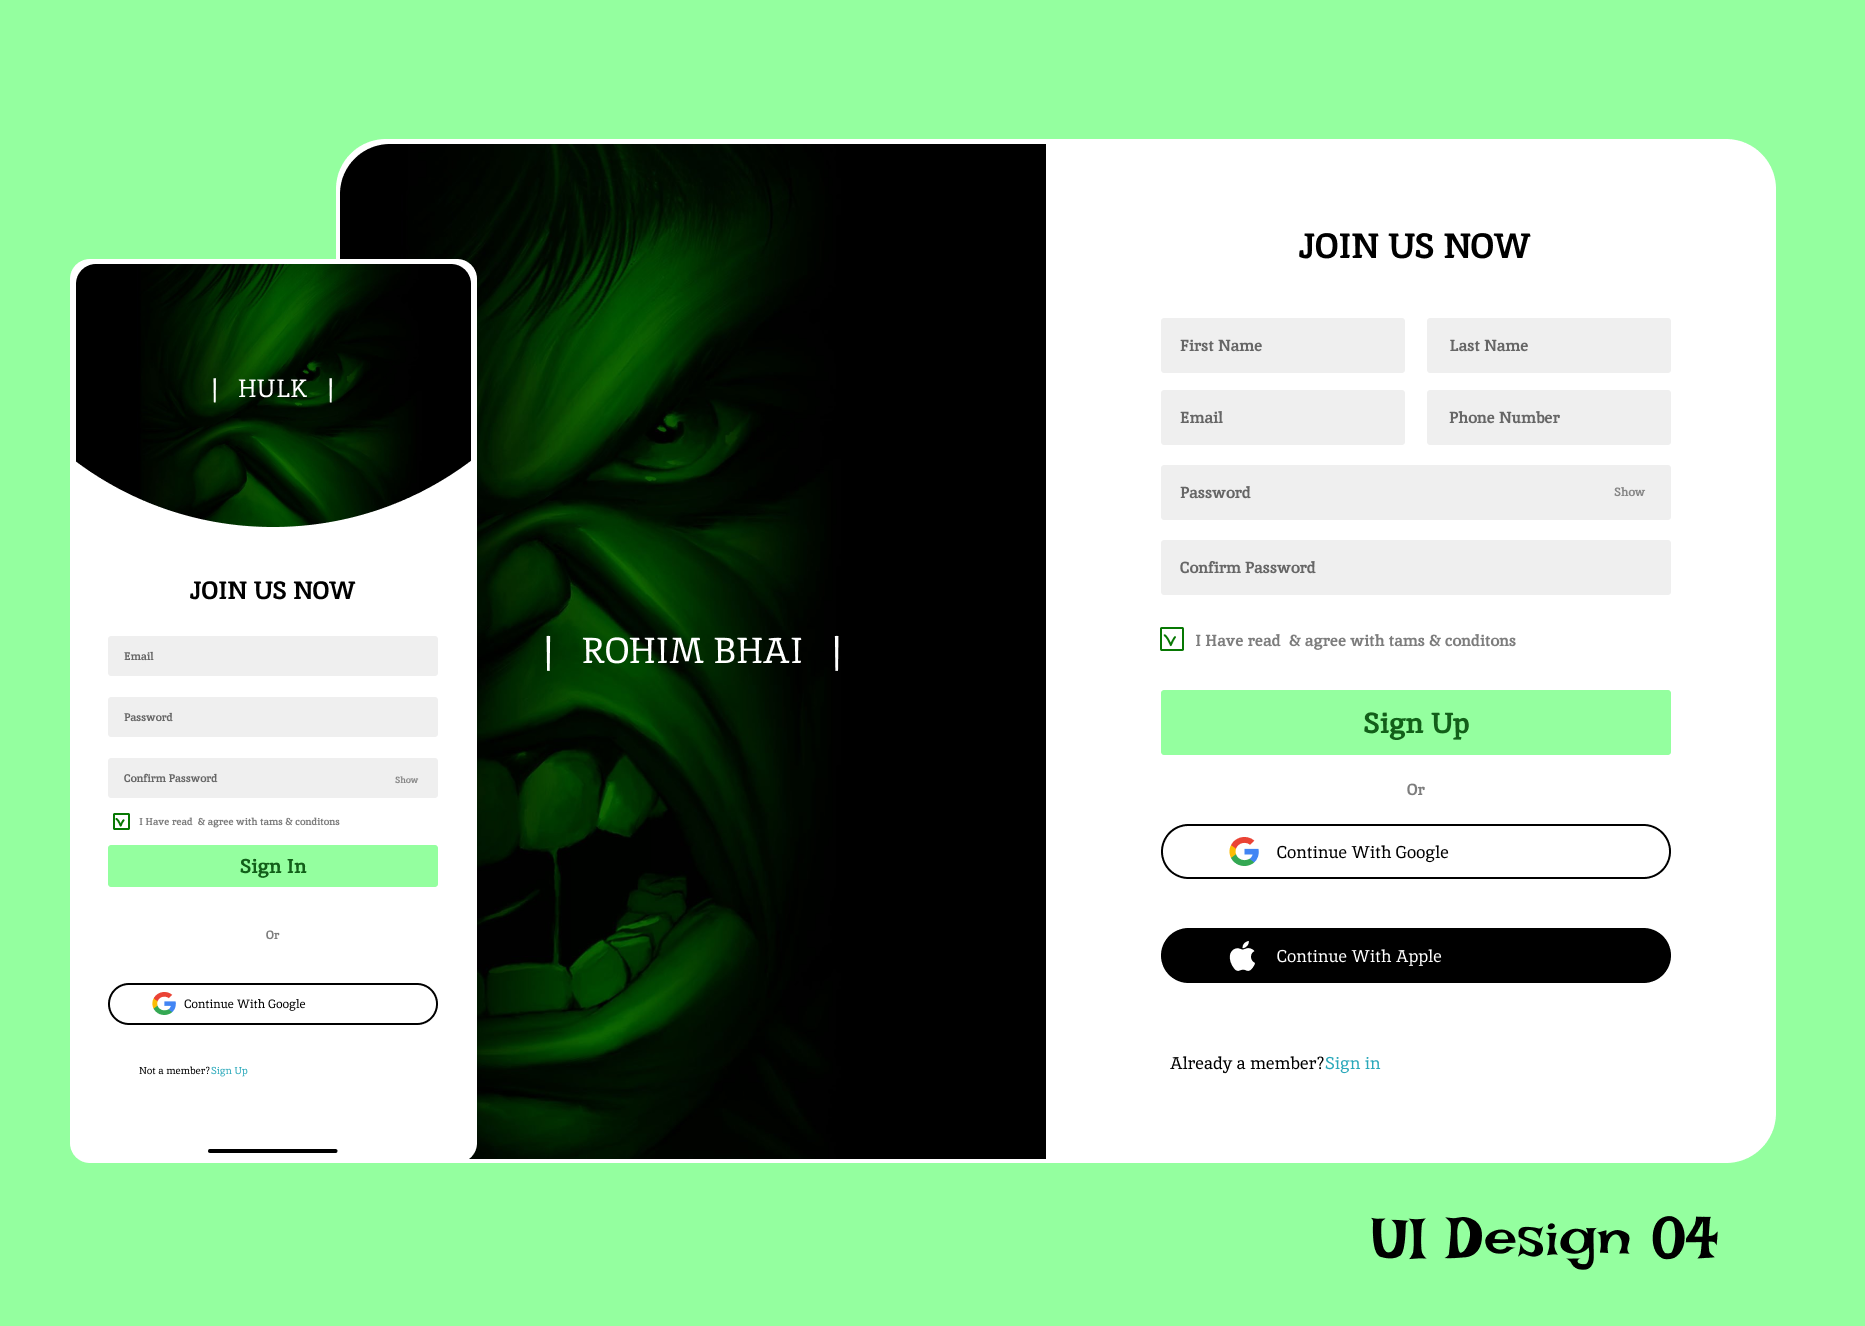 | HULK |
JOIN US NOW
Email
Password
Confirm Password
Show
I Have read & agree with tams & conditons
Sign In
Or
Continue With Google
Not a member?Sign Up
| ROHIM BHAI |
JOIN US NOW
First Name
Last Name
Email
Phone Number
Password
Show
Confirm Password
I Have read & agree with tams & conditons
Sign Up
Or
Continue With Google
Continue With Apple
Already a member?Sign in
UI Design 04